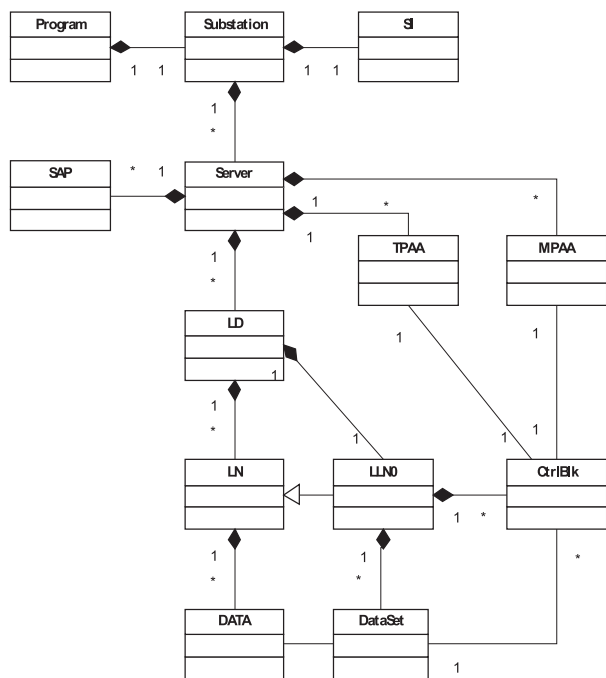 Program
Substation
SI
1 1
1 1
1
*
SAP
* 1
Server
1
*
1
*
1
*
TPAA
MPAA
LD
1
1
1
1
*
1
1
1
LN
LLN0
CtrlBlk
1
*
1 *
1
*
*
DATA
DataSet
1